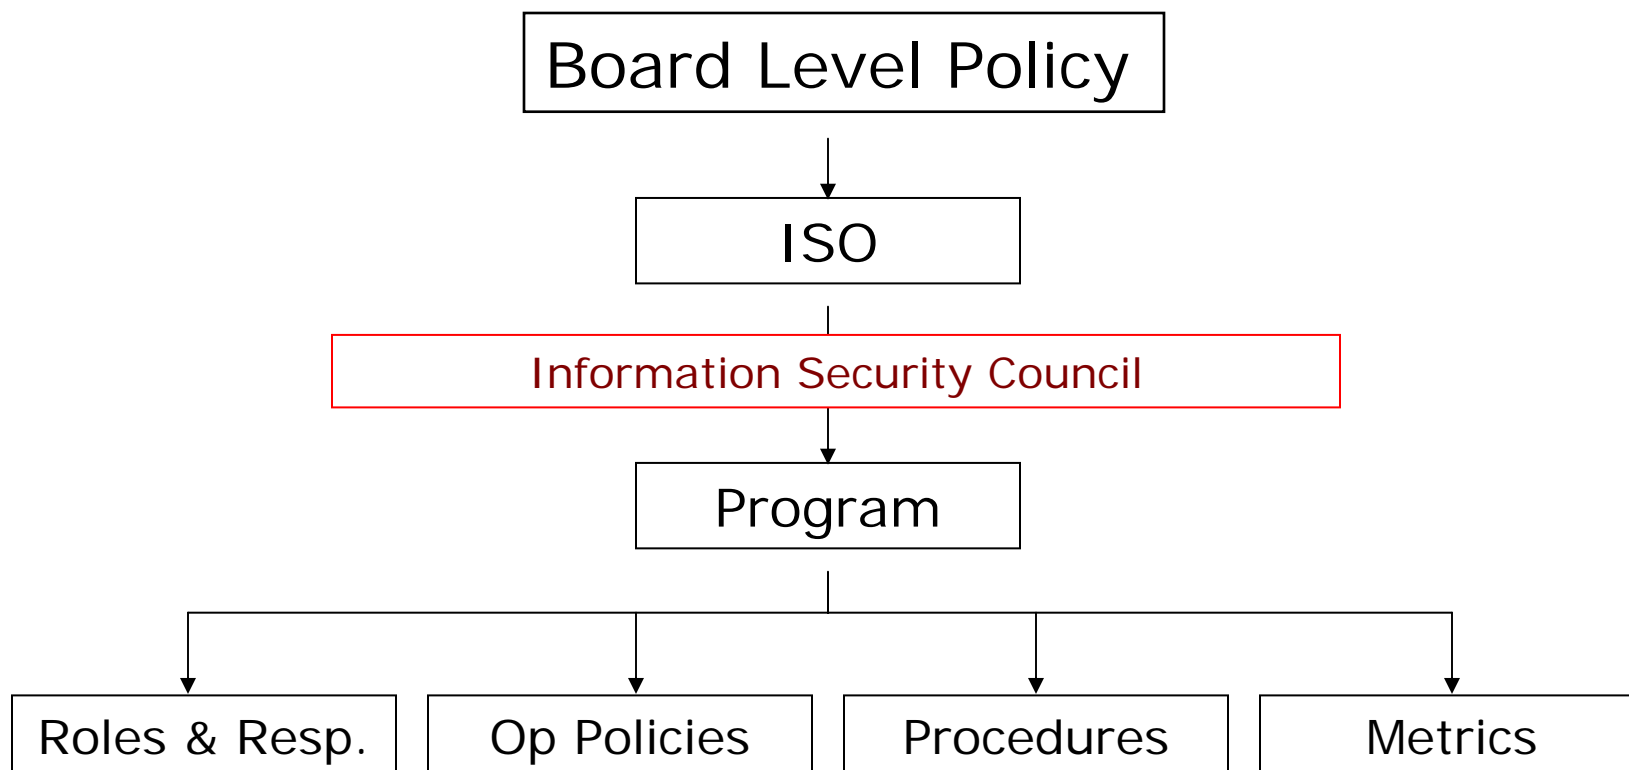 Board Level Policy
ISO
Information Security Council
Program
Roles & Resp.
Op Policies
Procedures
Metrics